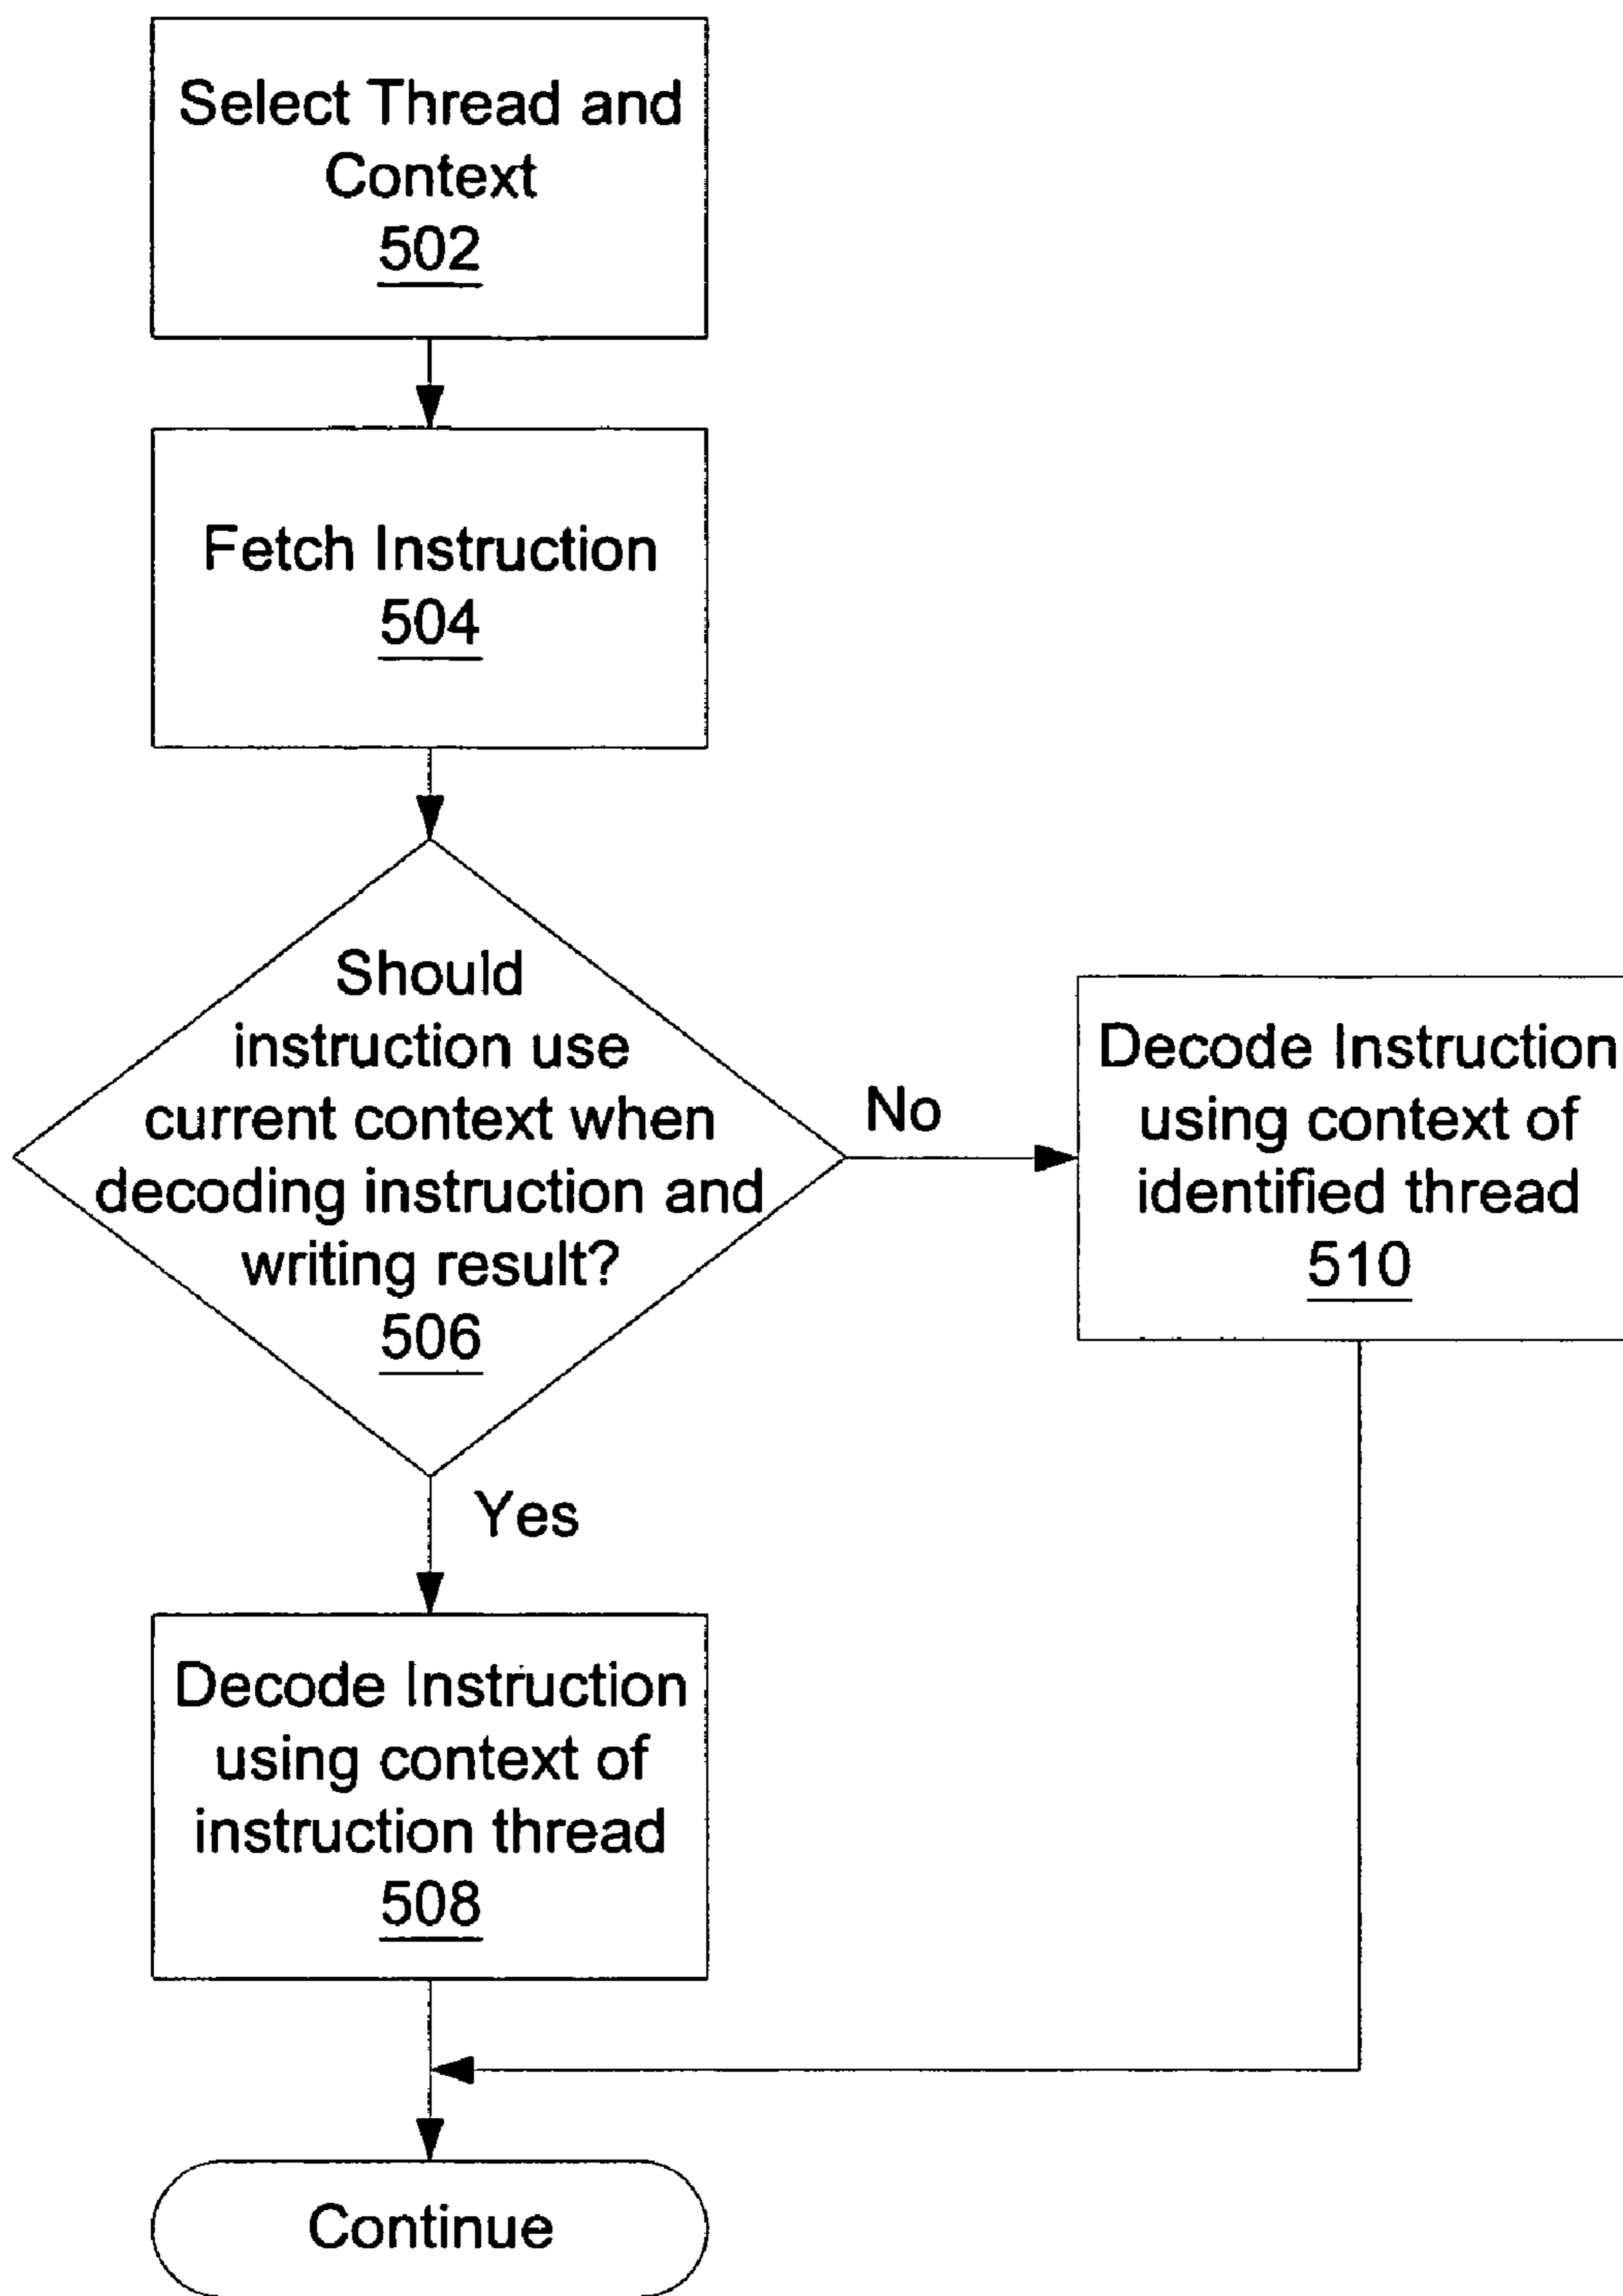 Select Thread and
Context
502
Fetch Instruction
504
Should
instruction use
current context when
decoding instruction and
writing result?
506
No
Decode Instruction
using context of
identified thread
510
Yes
Decode Instruction
using context of
instruction thread
508
Continue